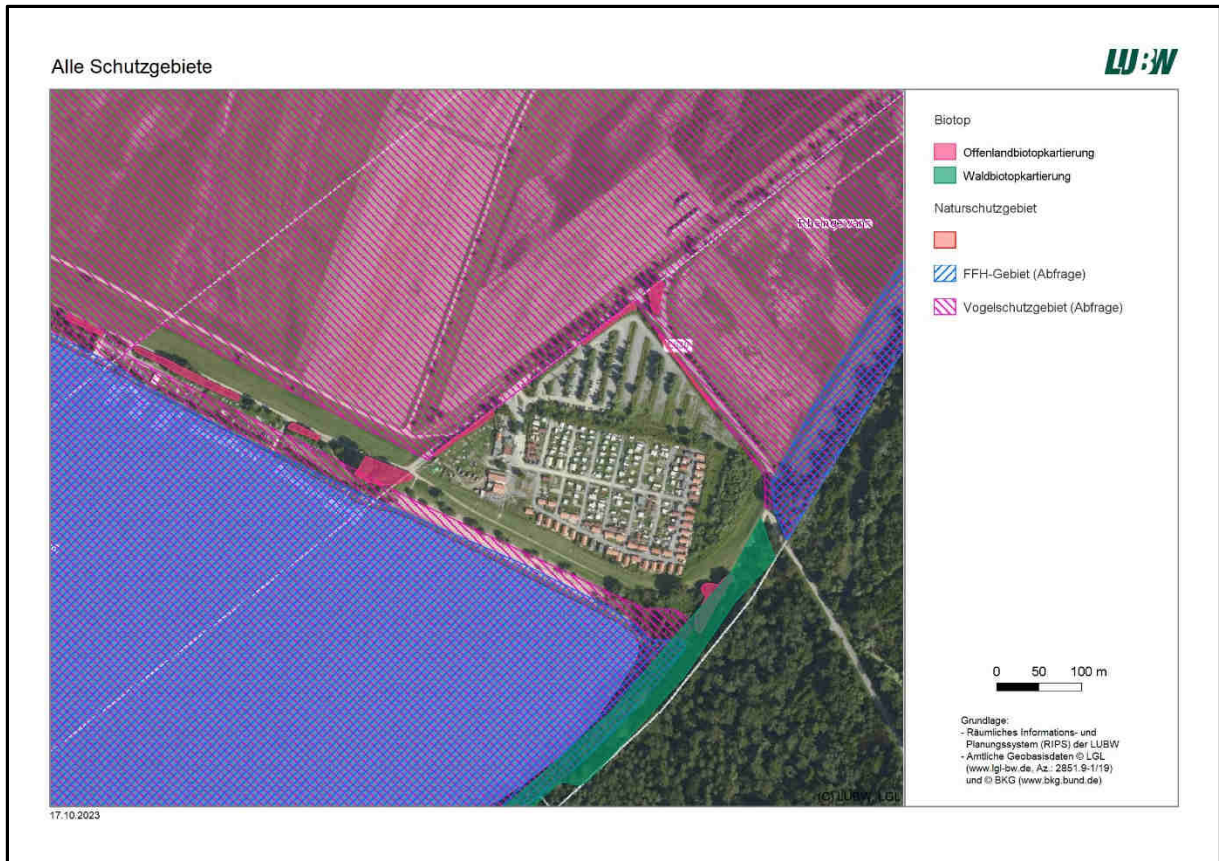 Alle Schutzgebiete
LUBW
Biotop
Offenlandbiotopkartierung
Waldbiotopkartierung
Naturschutzgebiet
FFH-Gebiet (Abfrage)
Vogelschutzgebiet (Abfrage)
0 50 100 m
Grundlage:
- Räumliches Informations- und
Planungssystem (RIPS) der LUBW
- Amtliche Geobasisdaten © LGL
(www.lgl-bw.de, Az.: 2851.9-1/19)
und © BKG (www.bkg.bund.de)
(C) LUBW, LGL
17.10.2023